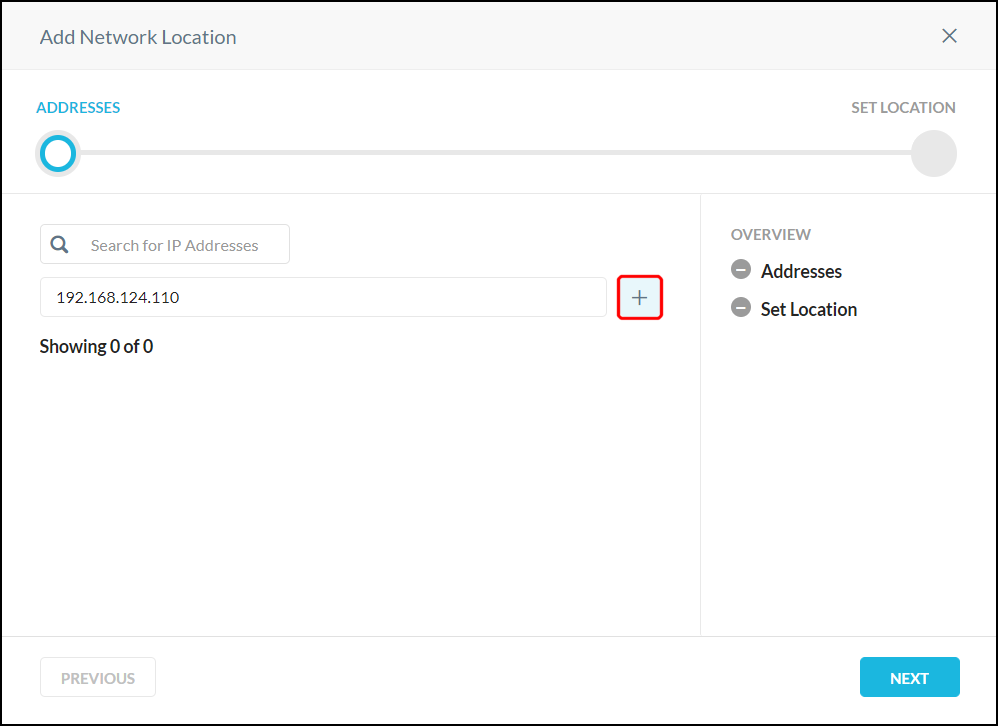 Add Network Location
ADDRESSES
SET LOCATION
Search for IP Addresses
192.168.124.110
Showing 0 of 0
OVERVIEW
Addresses
Set Location
PREVIOUS
NEXT